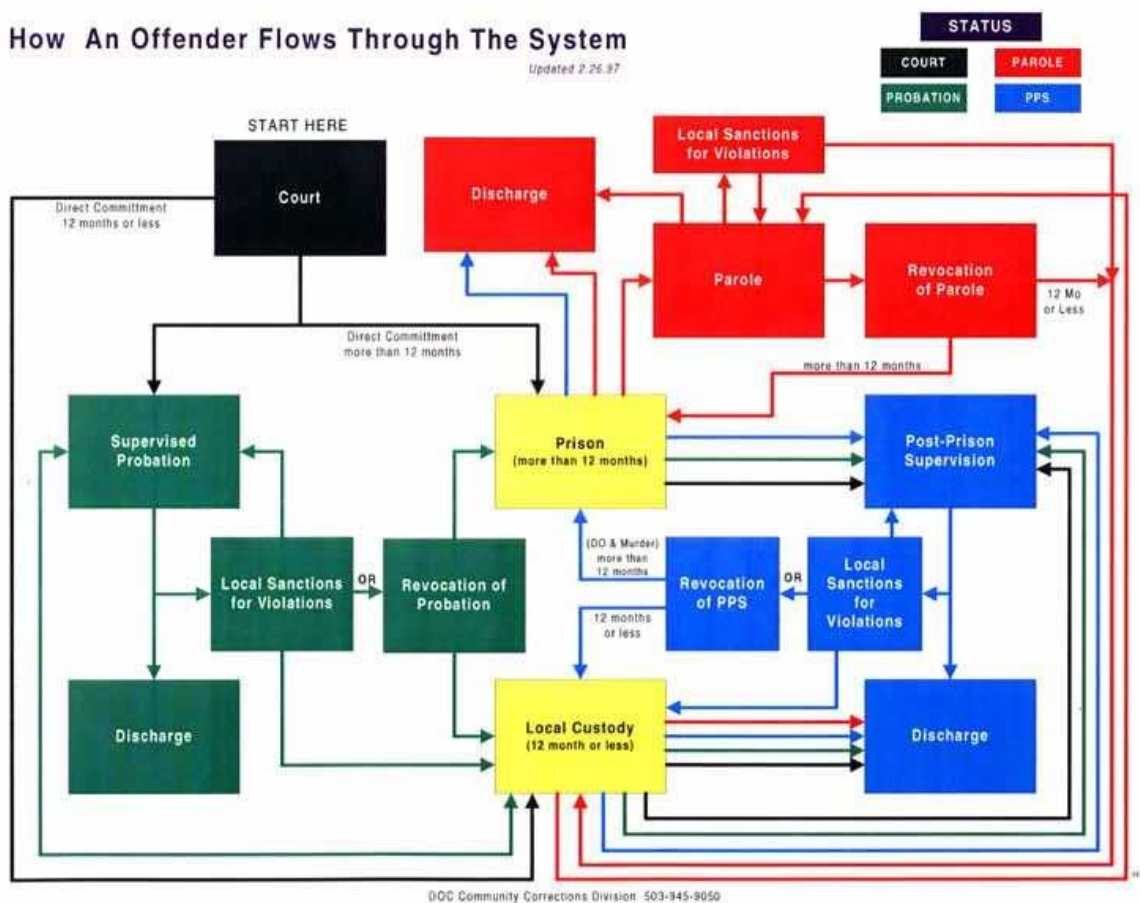 How An Offender Flows Through The System
Updated 2.26.97
STATUS
COURT
PAROLE
PROBATION
PPS
START HERE
Court
Direct Committment
12 months or less
Discharge
Local Sanctions
for Violations
Parole
Revocation
of Parole
12 Mo
or Less
Direct Committment
more than 12 months
more than 12 months
Supervised
Probation
Prison
(more than 12 months)
Post-Prison
Supervision
Local Sanctions
for Violations
OR
Revocation of
Probation
(DO & Murder)
more than
12 months
Revocation
of PPS
OR
Local
Sanctions
for
Violations
12 months
or less
Discharge
Local Custody
(12 month or less)
Discharge
DOC Community Corrections Division 503-945-9050